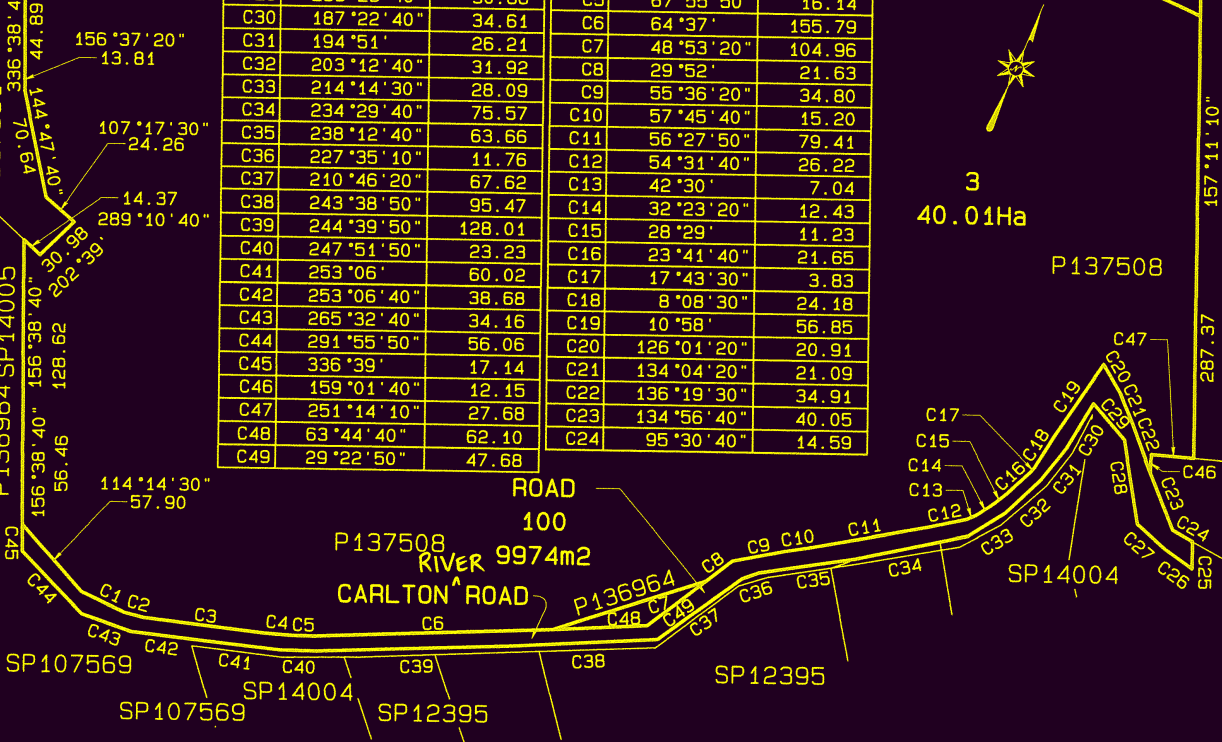 336°38'4
44.89
156°37'20"
13.81
144°47'40"
70.64
107°17'30"
24.26
14.37
289°10'40"
30.98
202°39'
SP14005
156°38'40"
128.62
156°38'40"
56.46
114°14'30"
57.90
C30 187°22'40" 34.61
C31 194°51' 26.21
C32 203°12'40" 31.92
C33 214°14'30" 28.09
C34 234°29'40" 75.57
C35 238°12'40" 63.66
C36 227°35'10" 11.76
C37 210°46'20" 67.62
C38 243°38'50" 95.47
C39 244°39'50" 128.01
C40 247°51'50" 23.23
C41 253°06' 60.02
C42 253°06'40" 38.68
C43 265°32'40" 34.16
C44 291°55'50" 56.06
C45 336°39' 17.14
C46 159°01'40" 12.15
C47 251°14'10" 27.68
C48 63°44'40" 62.10
C49 29°22'50" 47.68
C5 67°55'50" 16.14
C6 64°37' 155.79
C7 48°53'20" 104.96
C8 29°52' 21.63
C9 55°36'20" 34.80
C10 57°45'40" 15.20
C11 56°27'50" 79.41
C12 54°31'40" 26.22
C13 42°30' 7.04
C14 32°23'20" 12.43
C15 28°29' 11.23
C16 23°41'40" 21.65
C17 17°43'30" 3.83
C18 8°08'30" 24.18
C19 10°58' 56.85
C20 126°01'20" 20.91
C21 134°04'20" 21.09
C22 136°19'30" 34.91
C23 134°56'40" 40.05
C24 95°30'40" 14.59
N
3
40.01Ha
P137508
157°11'10"
287.37
C47
C20
C21
C22
C19
C29
C30
C17
C18
C15
C16
C31
C46
C14
C28
C32
C23
C13
C12
C33
C24
C27
C26
C25
SP14004
ROAD
100
9974m2
P137508
RIVER
CARLTON ^ ROAD
P136964
C45
C44
C1
C2
C3
C4
C5
C6
C48
C7
C49
C8
C9
C10
C11
C34
C35
C36
C37
C43
C42
C41
C40
C39
C38
SP107569
SP14004
SP12395
SP107569
SP12395